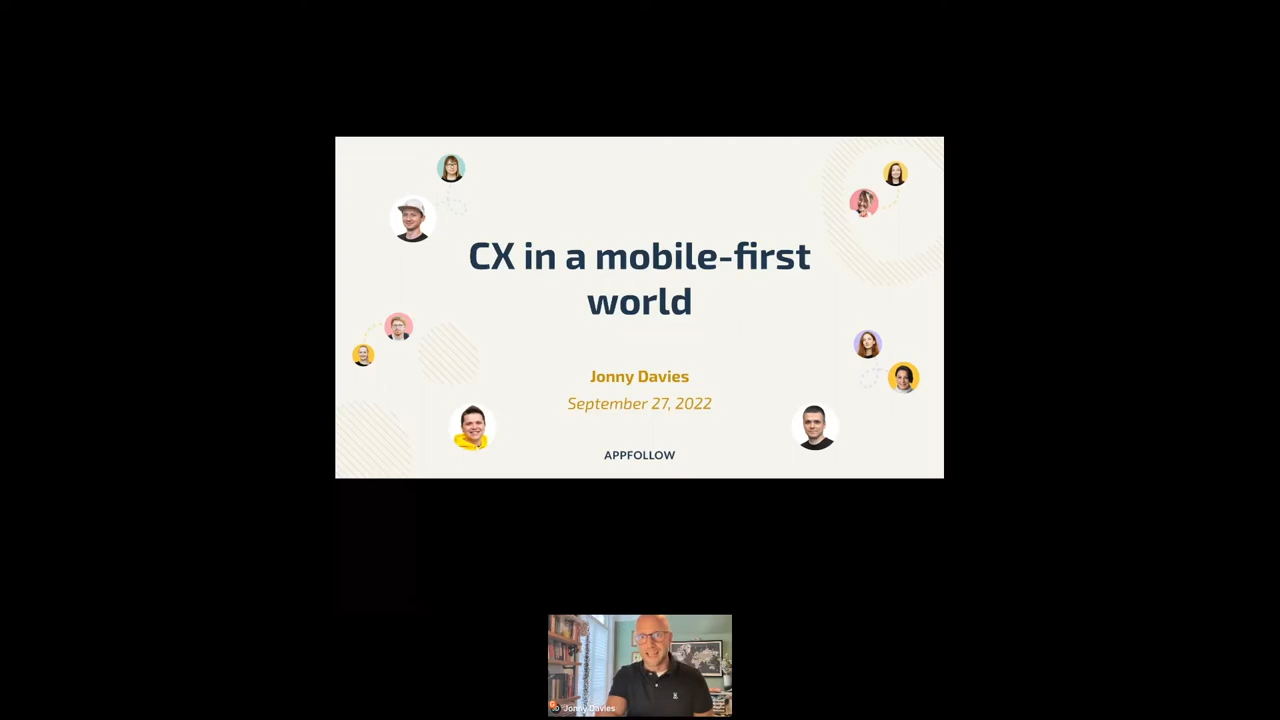 CX in a mobile-first
world
Jonny Davies
September 27, 2022
APPFOLLOW
Jonny Davies